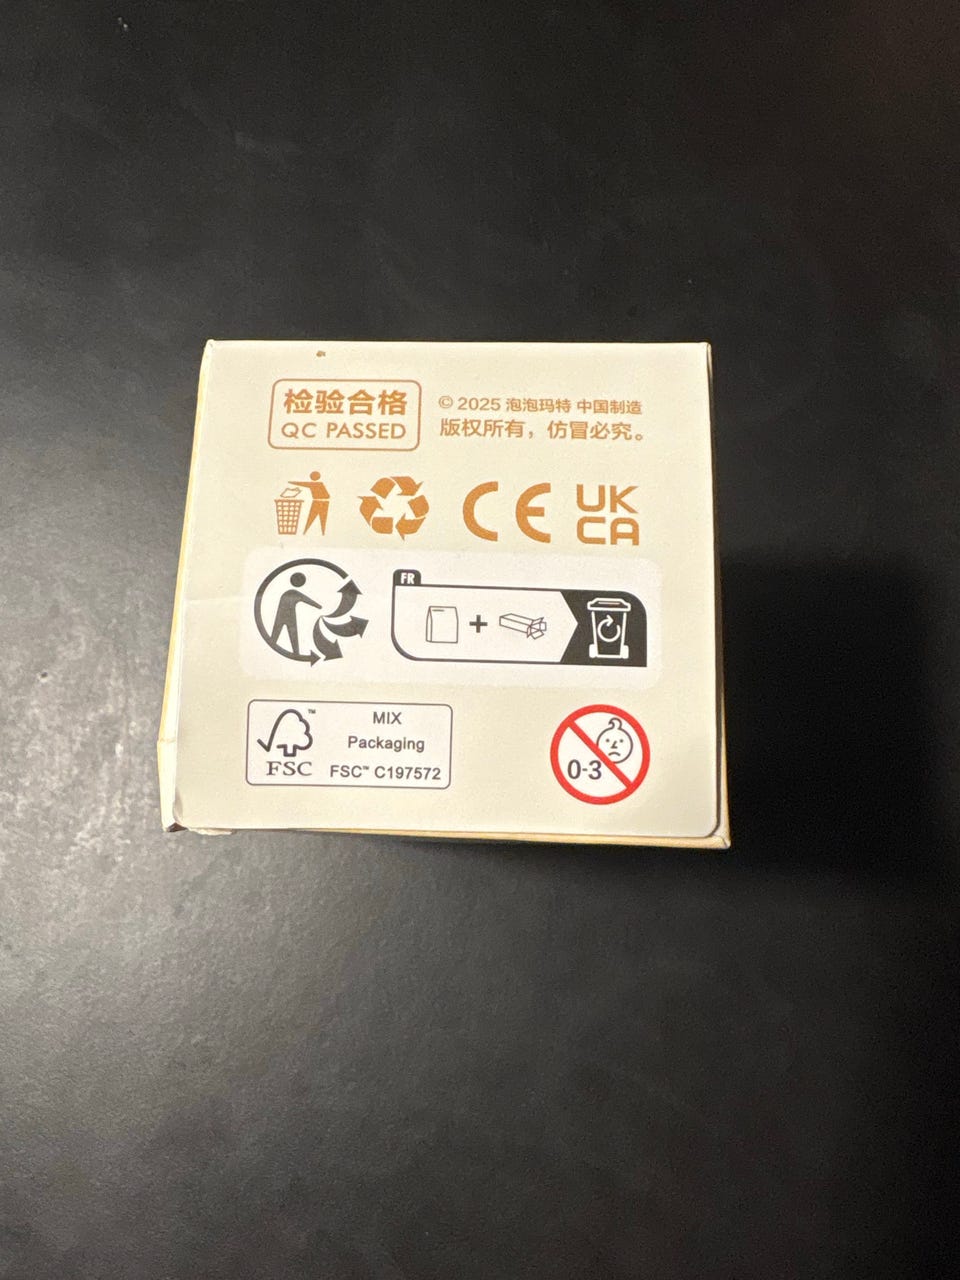 检验合格
QC PASSED
© 2025 泡泡玛特 中国制造
版权所有，仿冒必究。
CE
UK
CA
FR
+
FSC™
MIX
Packaging
FSC™ C197572
0-3